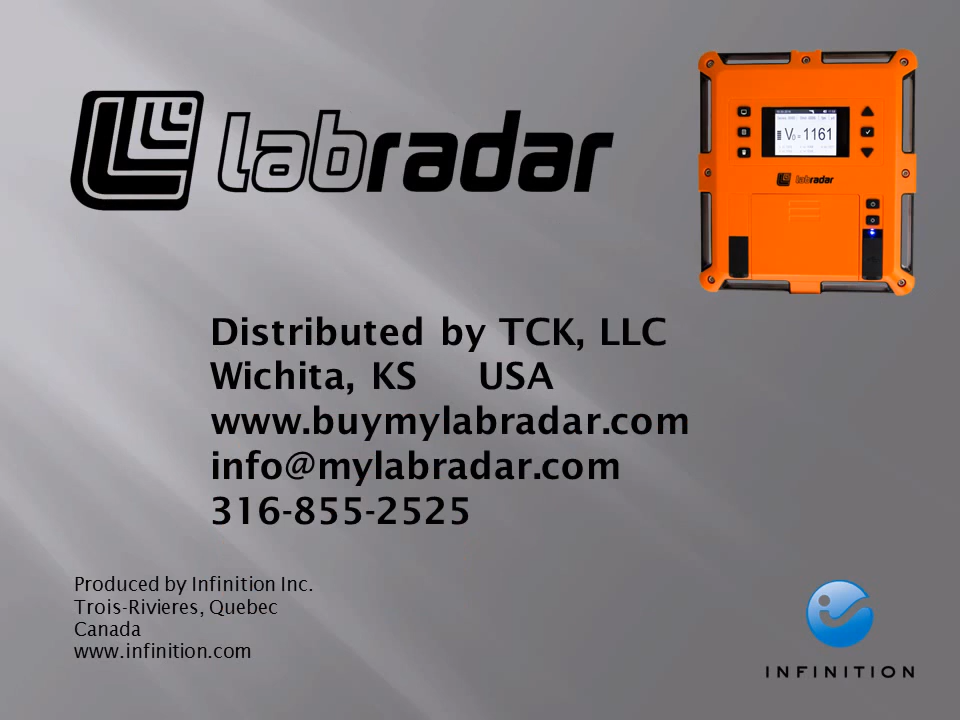 labradar
V₀ = 1161
labradar
Distributed by TCK, LLC
Wichita, KS USA
www.buymylabradar.com
info@mylabradar.com
316-855-2525
Produced by Infinition Inc.
Trois-Rivieres, Quebec
Canada
www.infinition.com
INFINITION